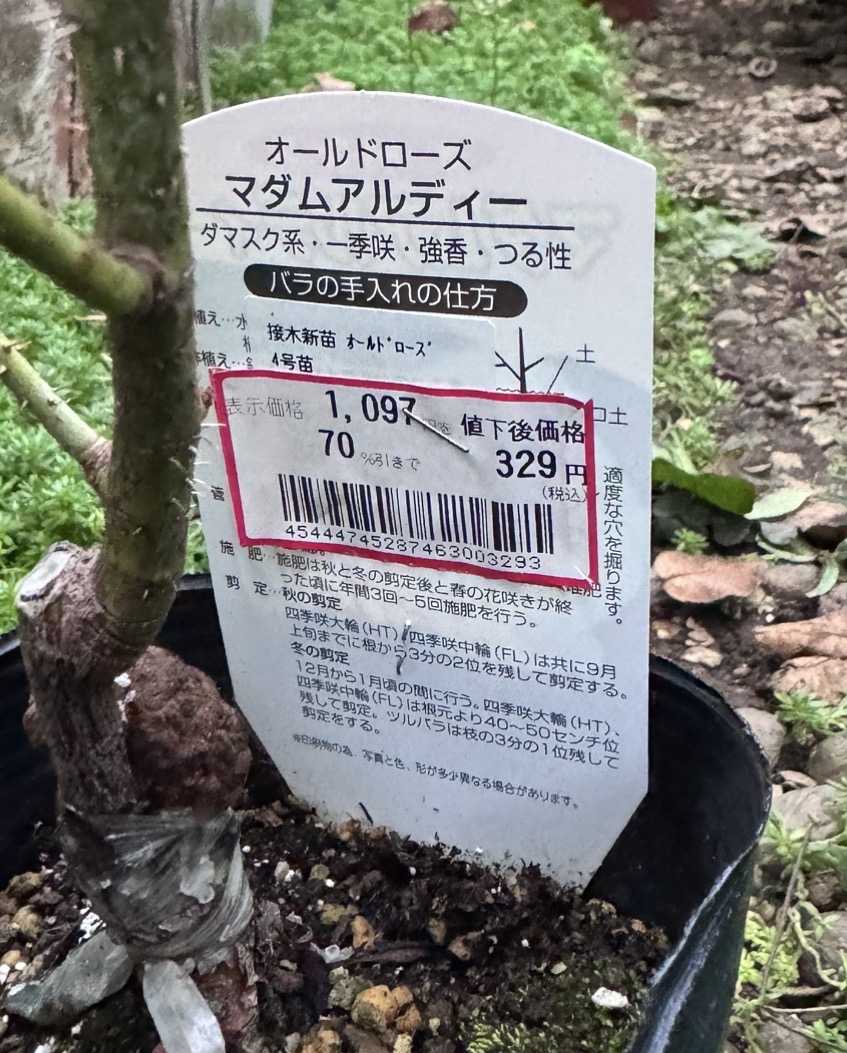 オールドローズ
マダムアルディー
ダマスク系・一季咲・強香・つる性
バラの手入れの仕方
植え…水
接木新苗 オールドローズ
植え…
4号苗
土
表示価格 1,097 値下後価格
70 %引きで 329円
(税込)
45444745287463003293
適度な穴を掘ります。
施 肥…施肥は秋と冬の剪定後と春の花咲きが終
った頃に年間3回〜5回施肥を行う。
剪 定…秋の剪定
四季咲大輪(HT)、四季咲中輪(FL)は共に9月
上旬までに根から3分の2位を残して剪定する。
冬の剪定
12月から1月頃の間に行う。四季咲大輪(HT)、
四季咲中輪(FL)は根元より40〜50センチ位
残して剪定。ツルバラは枝の3分の1位残して
剪定をする。
※印刷物の為、写真と色、形が多少異なる場合があります。